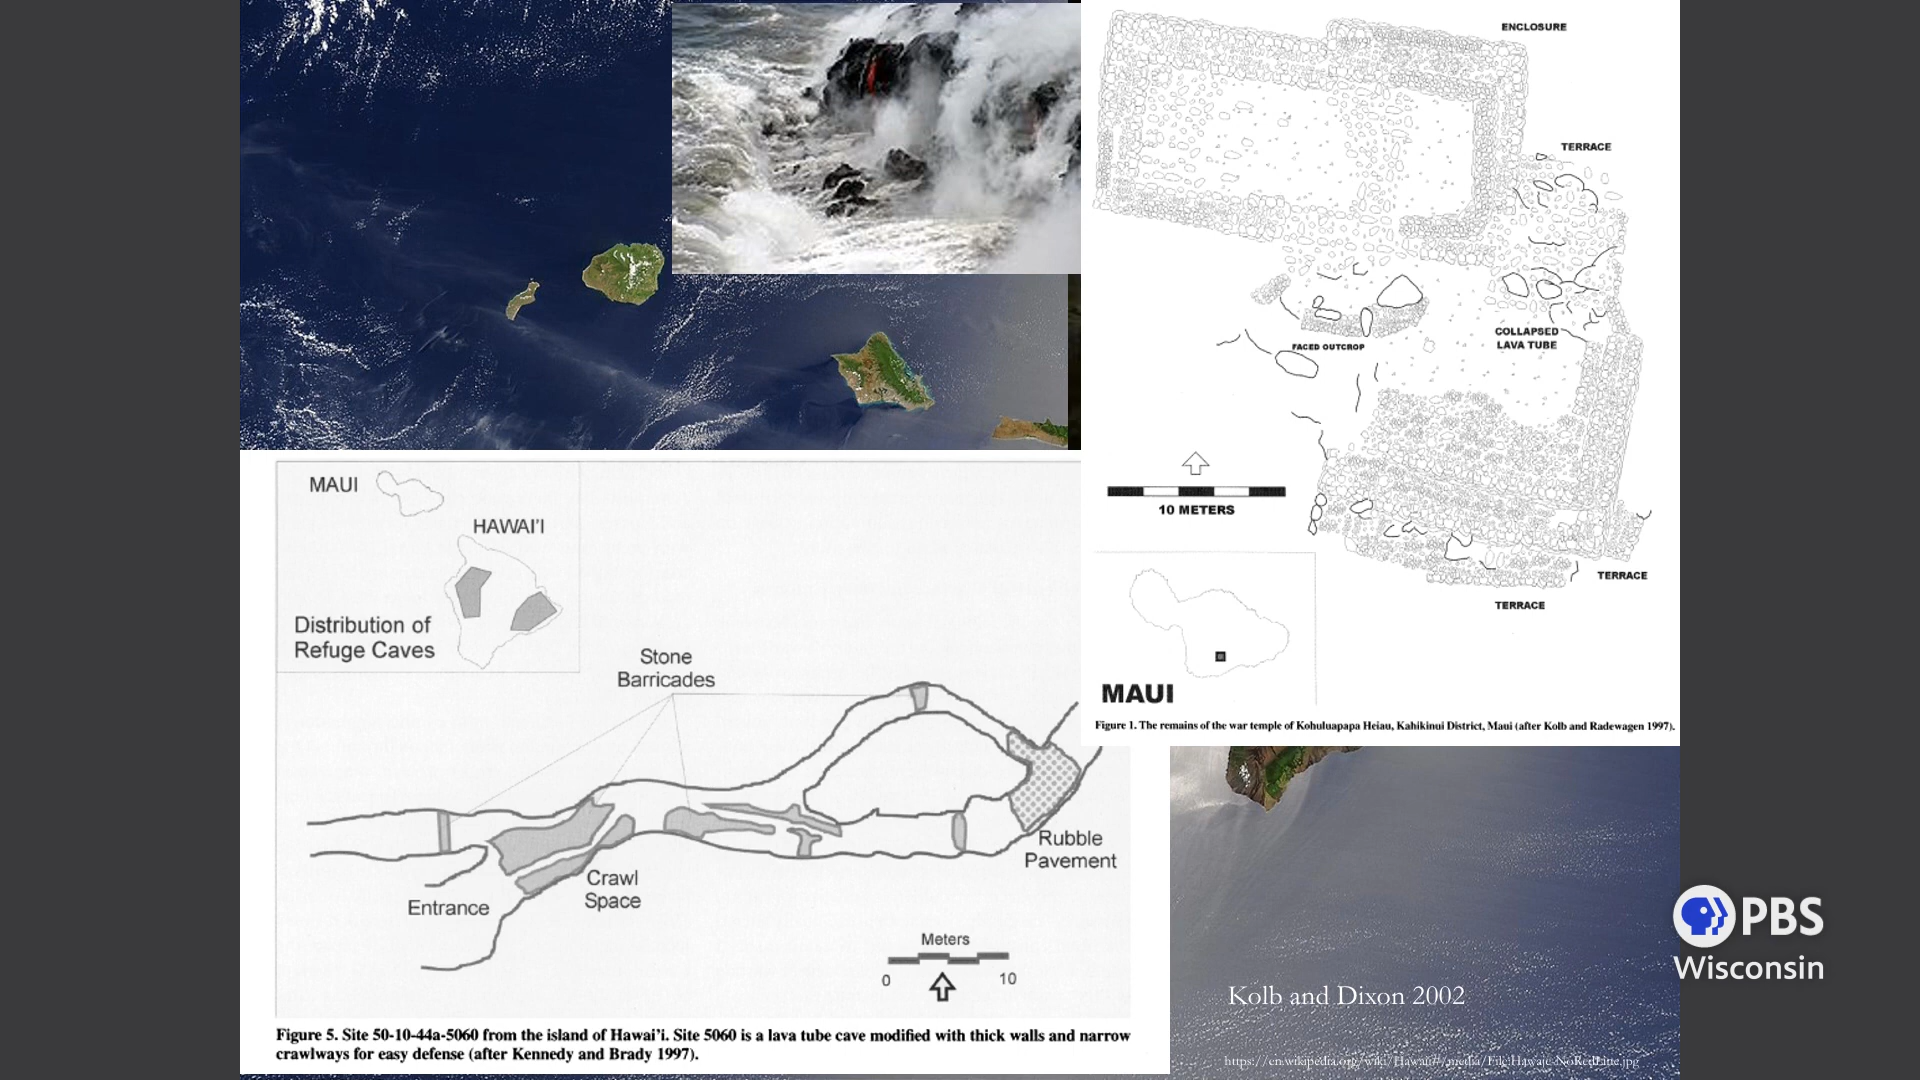 ENCLOSURE
TERRACE
COLLAPSED
LAVA TUBE
FACED OUTCROP
10 METERS
TERRACE
TERRACE
MAUI
Figure 1. The remains of the war temple of Kohuluapapa Heiau, Kahikinui District, Maui (after Kolb and Radewagen 1997).
MAUI
HAWAI'I
Distribution of
Refuge Caves
Stone
Barricades
Rubble
Pavement
Crawl
Space
Entrance
Meters
0 10
Figure 5. Site 50-10-44a-5060 from the island of Hawai'i. Site 5060 is a lava tube cave modified with thick walls and narrow
crawlways for easy defense (after Kennedy and Brady 1997).
PBS
Wisconsin
Kolb and Dixon 2002